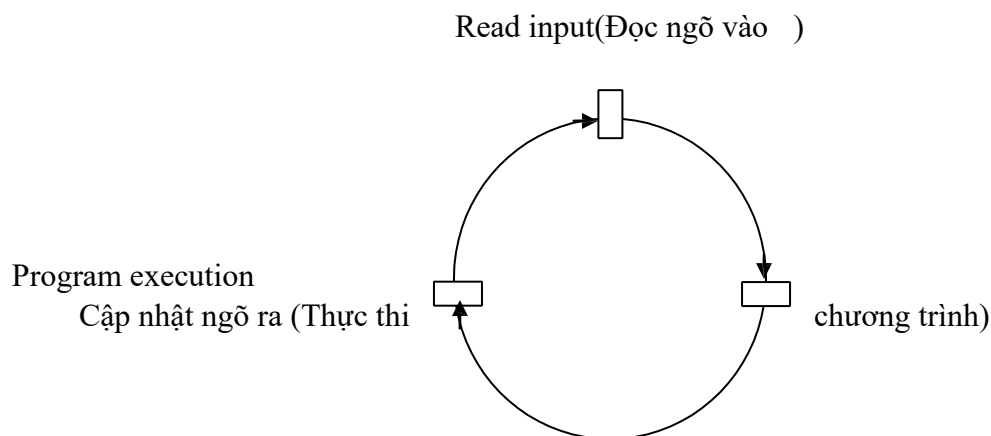 Read input(Đọc ngõ vào )
Program execution
Cập nhật ngõ ra (Thực thi chương trình)